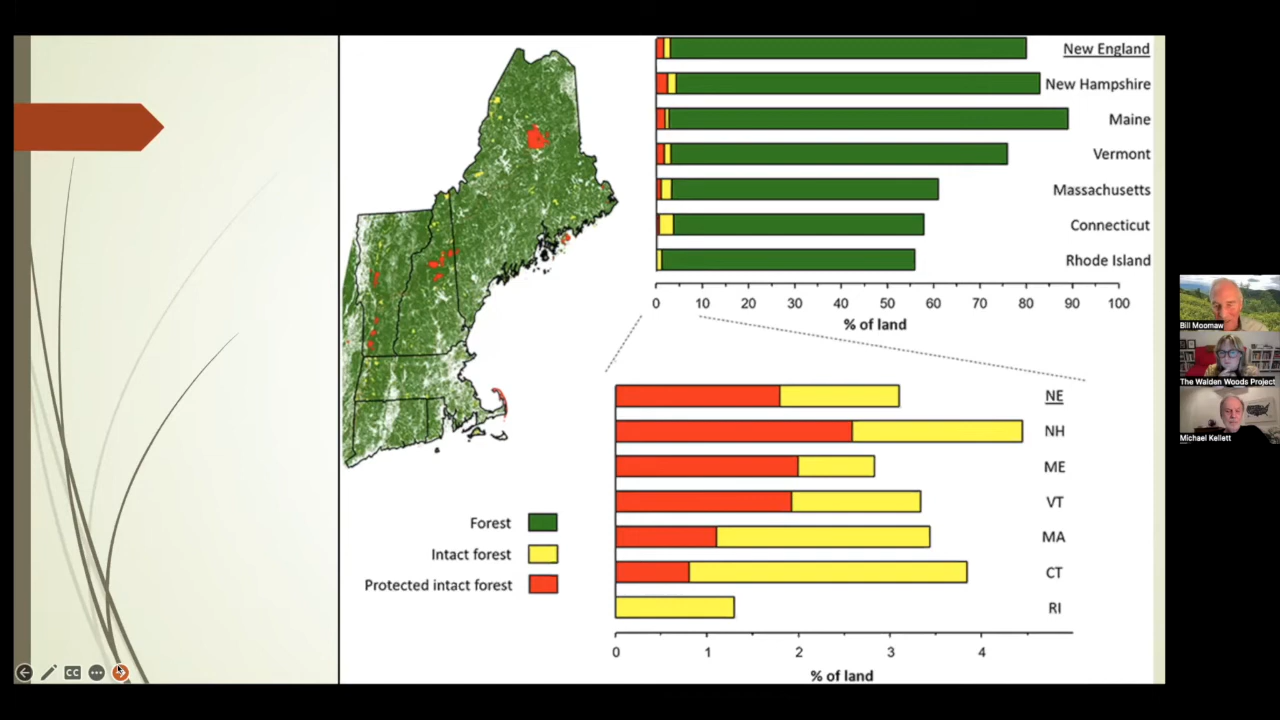 New England
New Hampshire
Maine
Vermont
Massachusetts
Connecticut
Rhode Island
0 10 20 30 40 50 60 70 80 90 100
% of land
NE
NH
ME
VT
MA
CT
RI
0 1 2 3 4
% of land
Forest
Intact forest
Protected intact forest
CC
Bill Moomaw
The Walden Woods Project
Michael Kellett